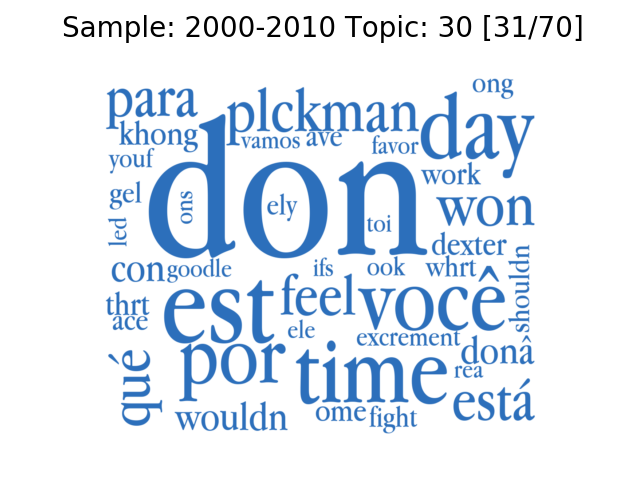 Sample: 2000-2010 Topic: 30 [31/70]
ong
para
plckman
day
khong
vamos
ave
favor
youf
don
work
gel
ons
ely
won
led
toi
dexter
con
goodle
ifs
ook
whrt
shouldn
thrt
est
feel
você
ace
ele
excrement
qué
por
time
doná
rea
está
wouldn
ome
fight